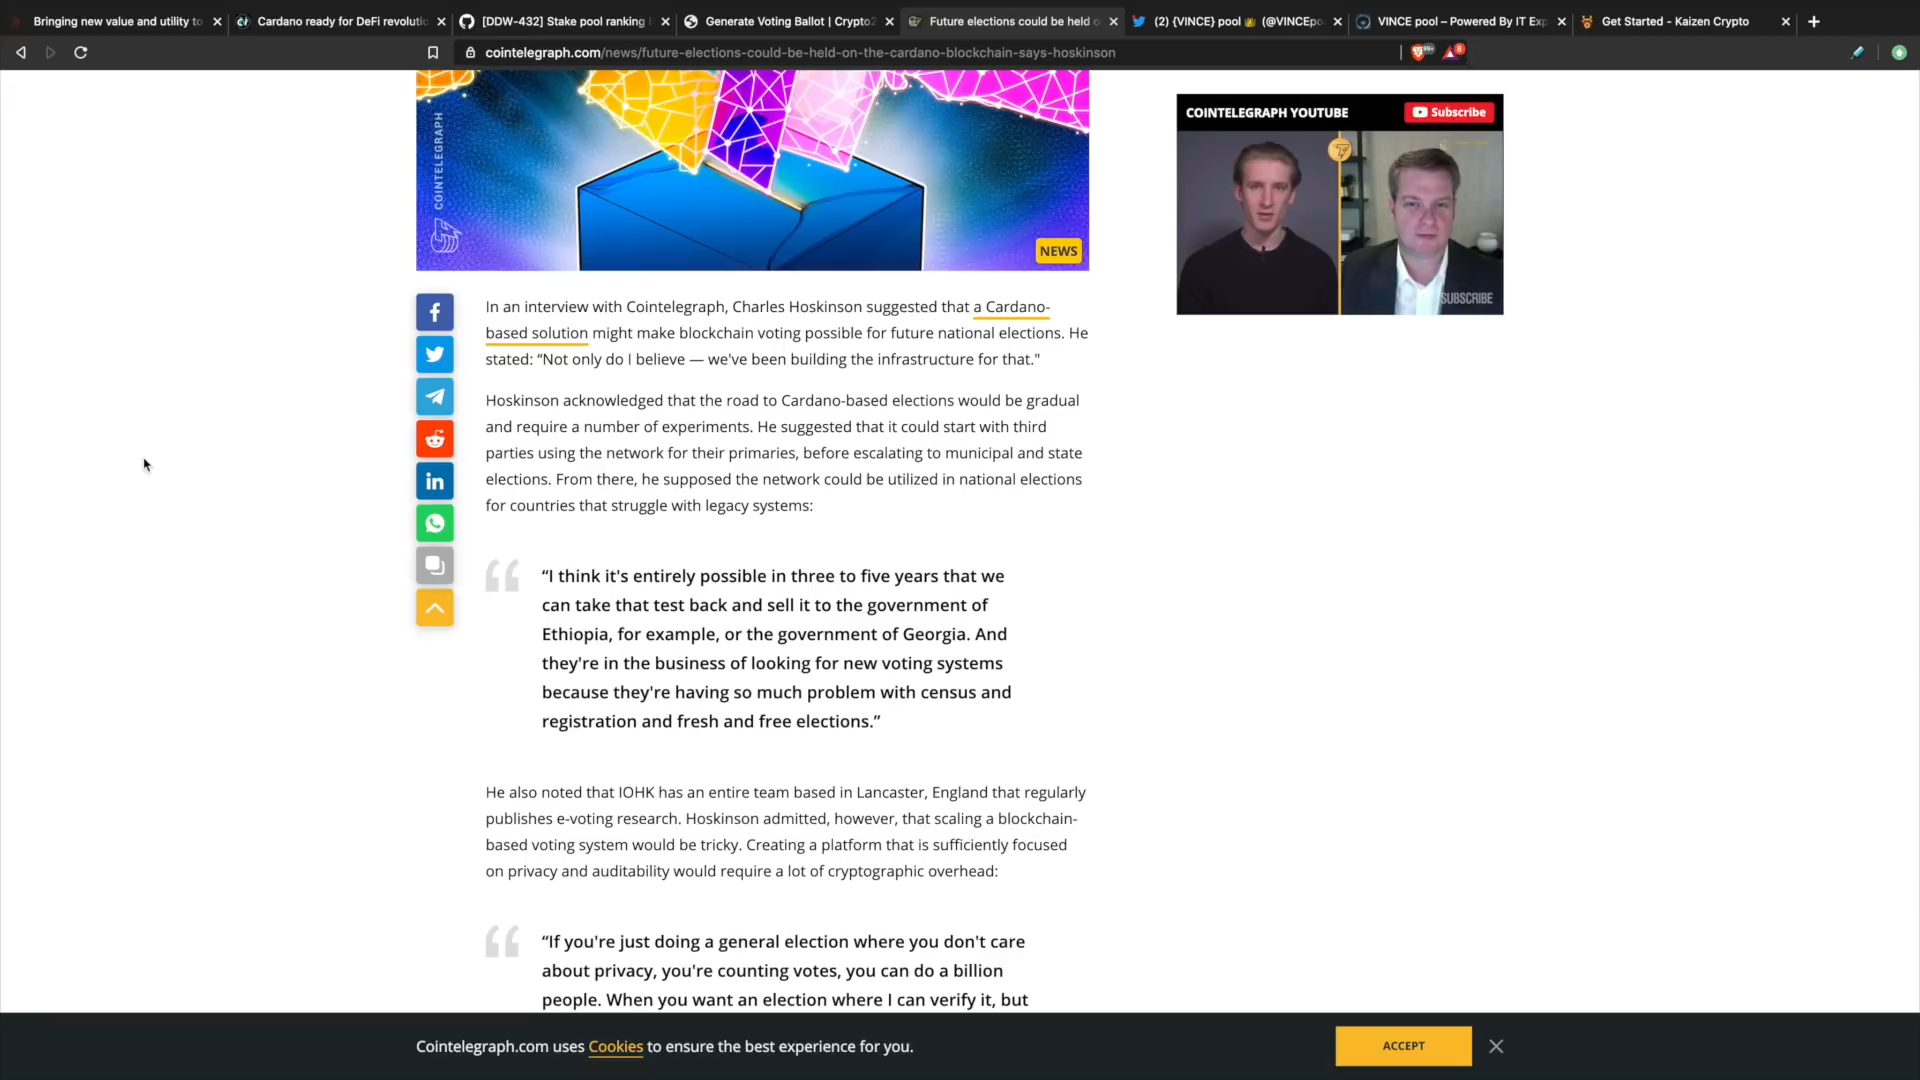 Bringing new value and utility to
Cardano ready for DeFi revolutic
[DDW-432] Stake pool ranking
Generate Voting Ballot | Crypto2
Future elections could be held o
(2) {VINCE} pool 👑 (@VINCEpo
VINCE pool – Powered By IT Exp
Get Started - Kaizen Crypto
cointelegraph.com/news/future-elections-could-be-held-on-the-cardano-blockchain-says-hoskinson
99+
8
COINTELEGRAPH
NEWS
COINTELEGRAPH YOUTUBE
Subscribe
SUBSCRIBE
In an interview with Cointelegraph, Charles Hoskinson suggested that a Cardano-
based solution might make blockchain voting possible for future national elections. He
stated: “Not only do I believe — we've been building the infrastructure for that."
Hoskinson acknowledged that the road to Cardano-based elections would be gradual
and require a number of experiments. He suggested that it could start with third
parties using the network for their primaries, before escalating to municipal and state
elections. From there, he supposed the network could be utilized in national elections
for countries that struggle with legacy systems:
“I think it's entirely possible in three to five years that we
can take that test back and sell it to the government of
Ethiopia, for example, or the government of Georgia. And
they're in the business of looking for new voting systems
because they're having so much problem with census and
registration and fresh and free elections.”
He also noted that IOHK has an entire team based in Lancaster, England that regularly
publishes e-voting research. Hoskinson admitted, however, that scaling a blockchain-
based voting system would be tricky. Creating a platform that is sufficiently focused
on privacy and auditability would require a lot of cryptographic overhead:
“If you're just doing a general election where you don't care
about privacy, you're counting votes, you can do a billion
people. When you want an election where I can verify it, but
Cointelegraph.com uses Cookies to ensure the best experience for you.
ACCEPT